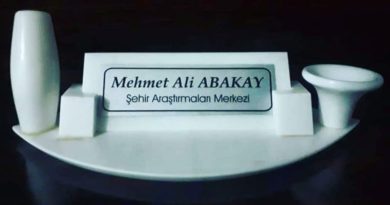 Mehmet Ali ABAKAY
Şehir Araştırmaları Merkezi